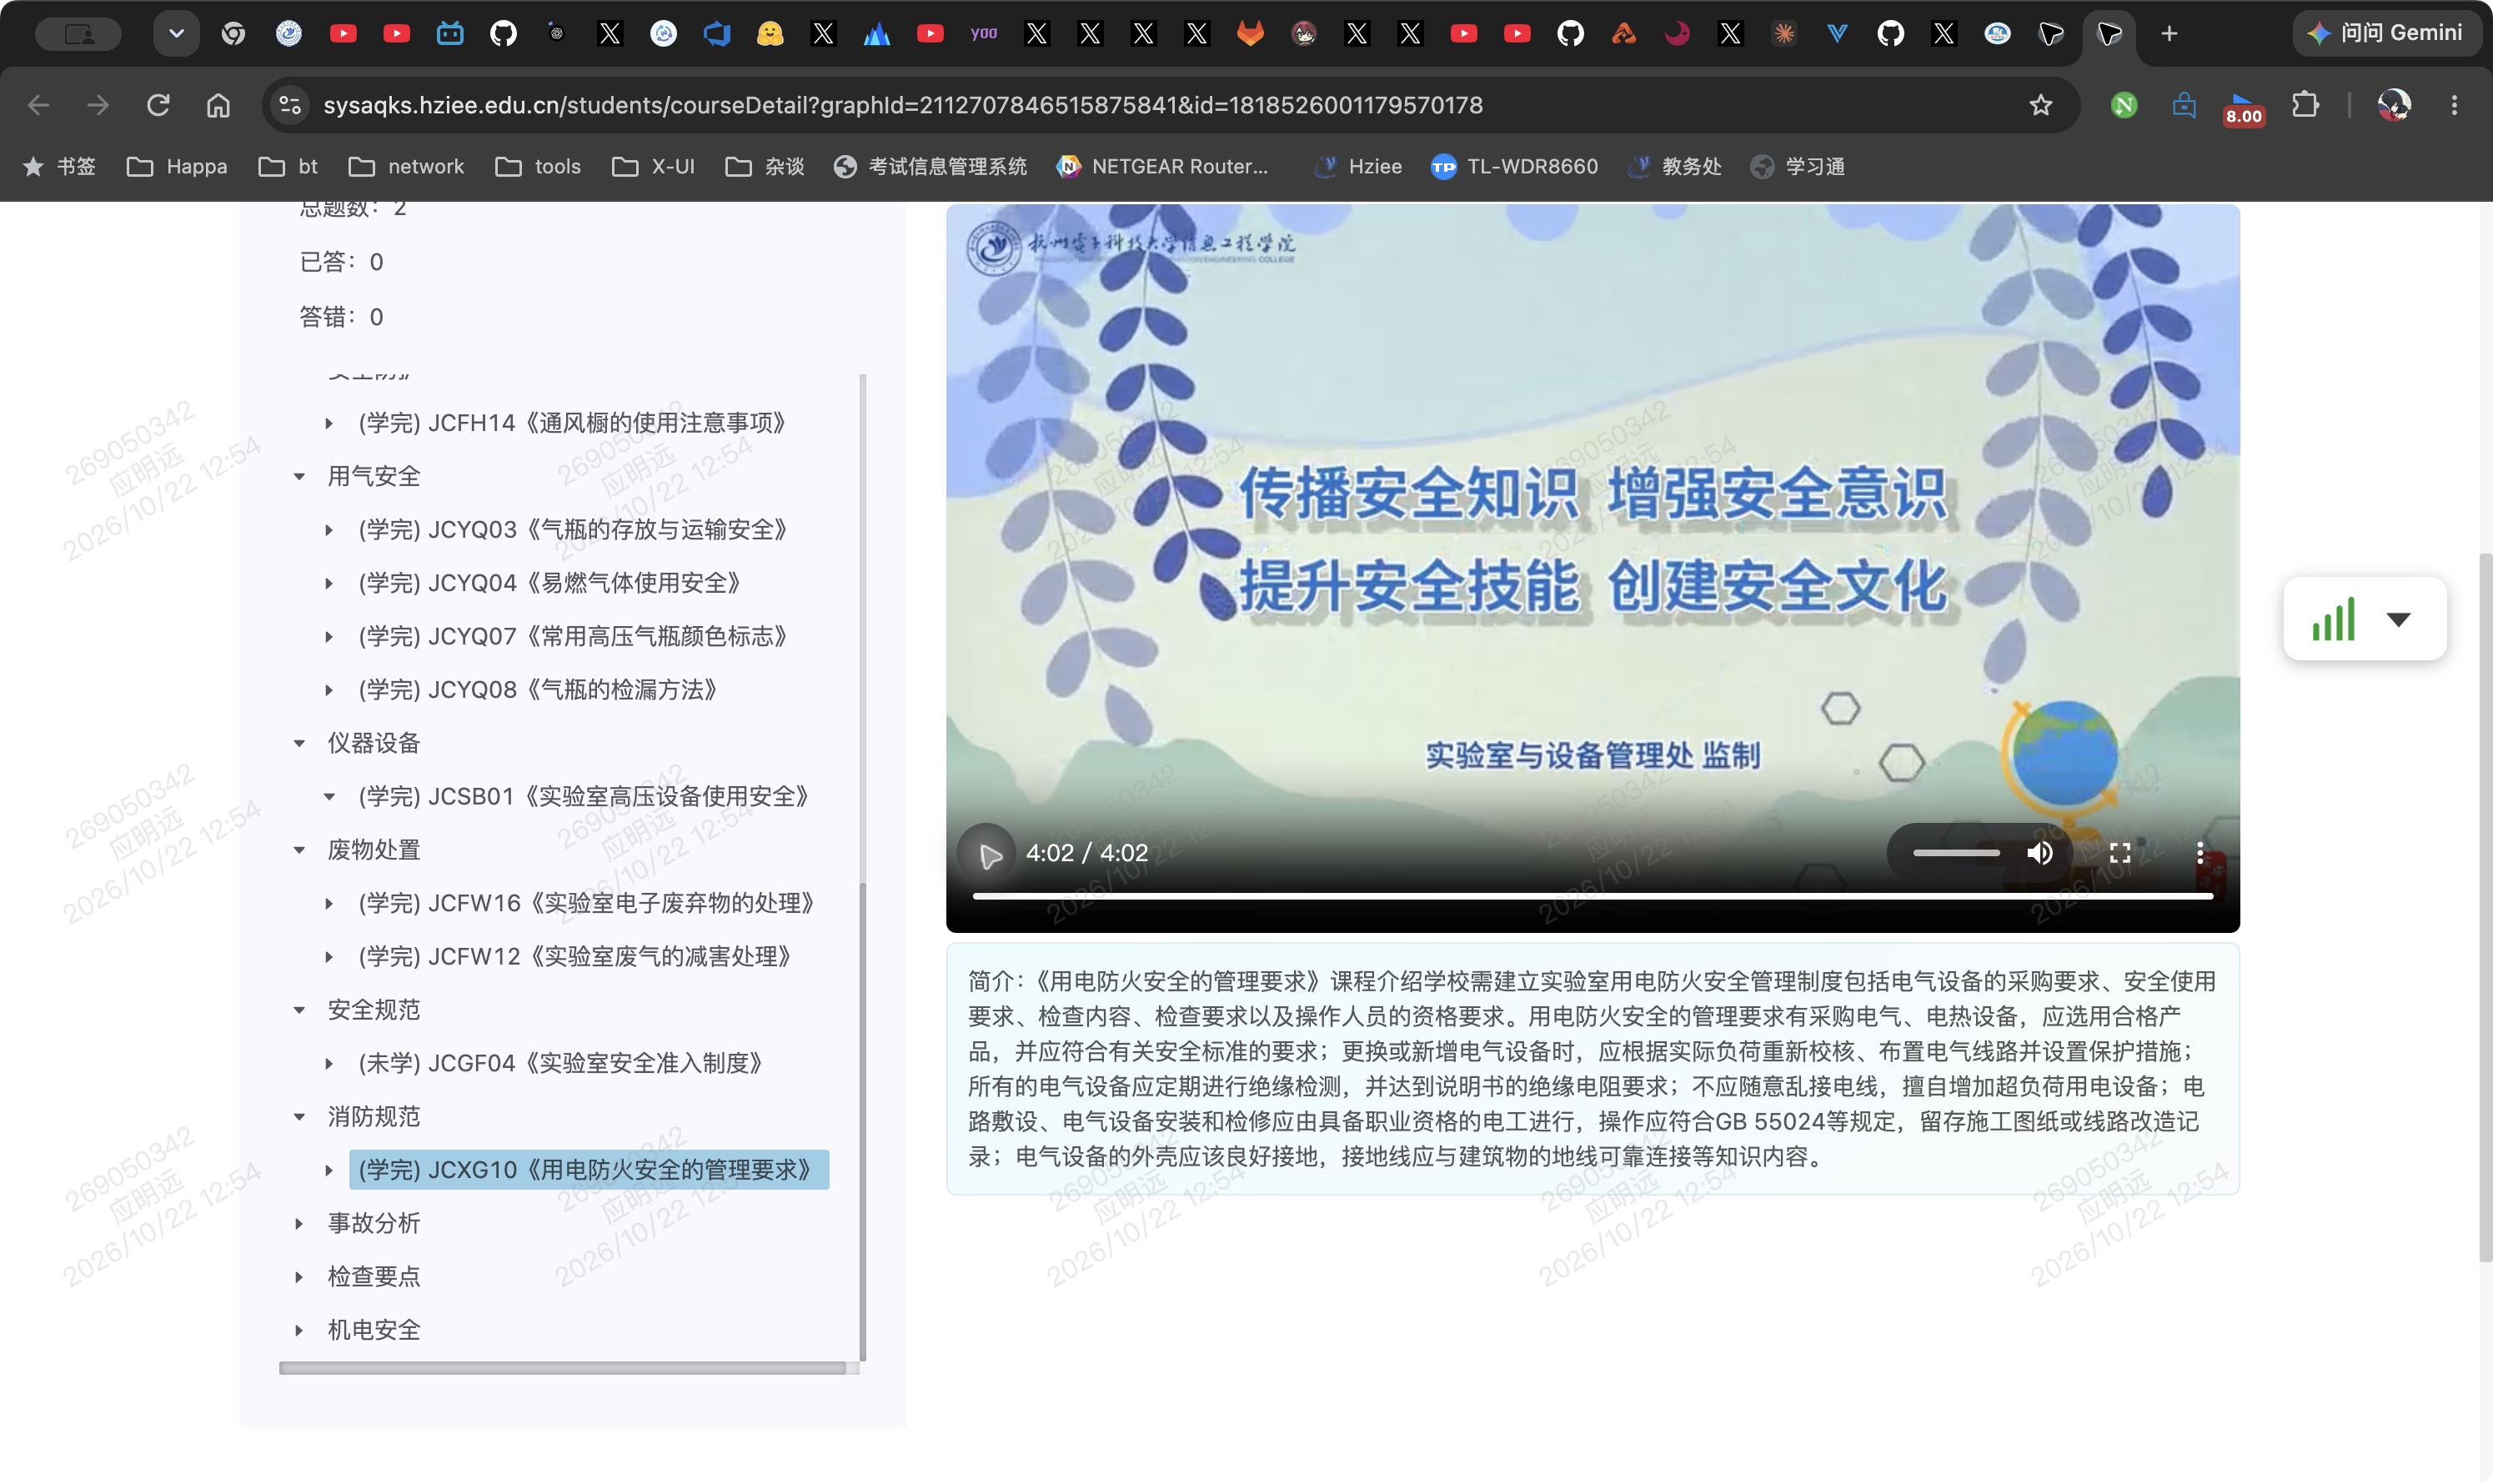 yoo
问问 Gemini
sysaqks.hziee.edu.cn/students/courseDetail?graphId=2112707846515875841&id=1818526001179570178
8.00
书签
Happa
bt
network
tools
X-UI
杂谈
考试信息管理系统
NETGEAR Router...
Hziee
TP
TL-WDR8660
教务处
学习通
总题数：2
已答：0
答错：0
安全防护
(学完) JCFH14《通风橱的使用注意事项》
用气安全
(学完) JCYQ03《气瓶的存放与运输安全》
(学完) JCYQ04《易燃气体使用安全》
(学完) JCYQ07《常用高压气瓶颜色标志》
(学完) JCYQ08《气瓶的检漏方法》
仪器设备
(学完) JCSB01《实验室高压设备使用安全》
废物处置
(学完) JCFW16《实验室电子废弃物的处理》
(学完) JCFW12《实验室废气的减害处理》
安全规范
(未学) JCGF04《实验室安全准入制度》
消防规范
(学完) JCXG10《用电防火安全的管理要求》
事故分析
检查要点
机电安全
杭州电子科技大学信息工程学院
传播安全知识 增强安全意识
提升安全技能 创建安全文化
实验室与设备管理处 监制
4:02 / 4:02
简介：《用电防火安全的管理要求》课程介绍学校需建立实验室用电防火安全管理制度包括电气设备的采购要求、安全使用
要求、检查内容、检查要求以及操作人员的资格要求。用电防火安全的管理要求有采购电气、电热设备，应选用合格产
品，并应符合有关安全标准的要求；更换或新增电气设备时，应根据实际负荷重新校核、布置电气线路并设置保护措施；
所有的电气设备应定期进行绝缘检测，并达到说明书的绝缘电阻要求；不应随意乱接电线，擅自增加超负荷用电设备；电
路敷设、电气设备安装和检修应由具备职业资格的电工进行，操作应符合GB 55024等规定，留存施工图纸或线路改造记
录；电气设备的外壳应该良好接地，接地线应与建筑物的地线可靠连接等知识内容。
269050342
应明远
2026/10/22 12:54